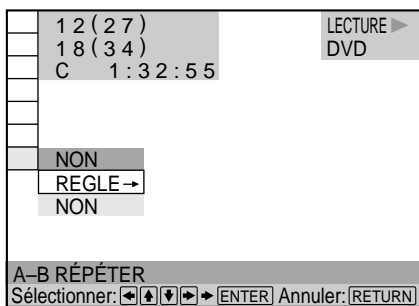 12(27)
18(34)
C 1:32:55
LECTURE ▶
DVD
NON
REGLE →
NON
A–B RÉPÉTER
Sélectionner: ← ↑ ↓ → → ENTER Annuler: RETURN